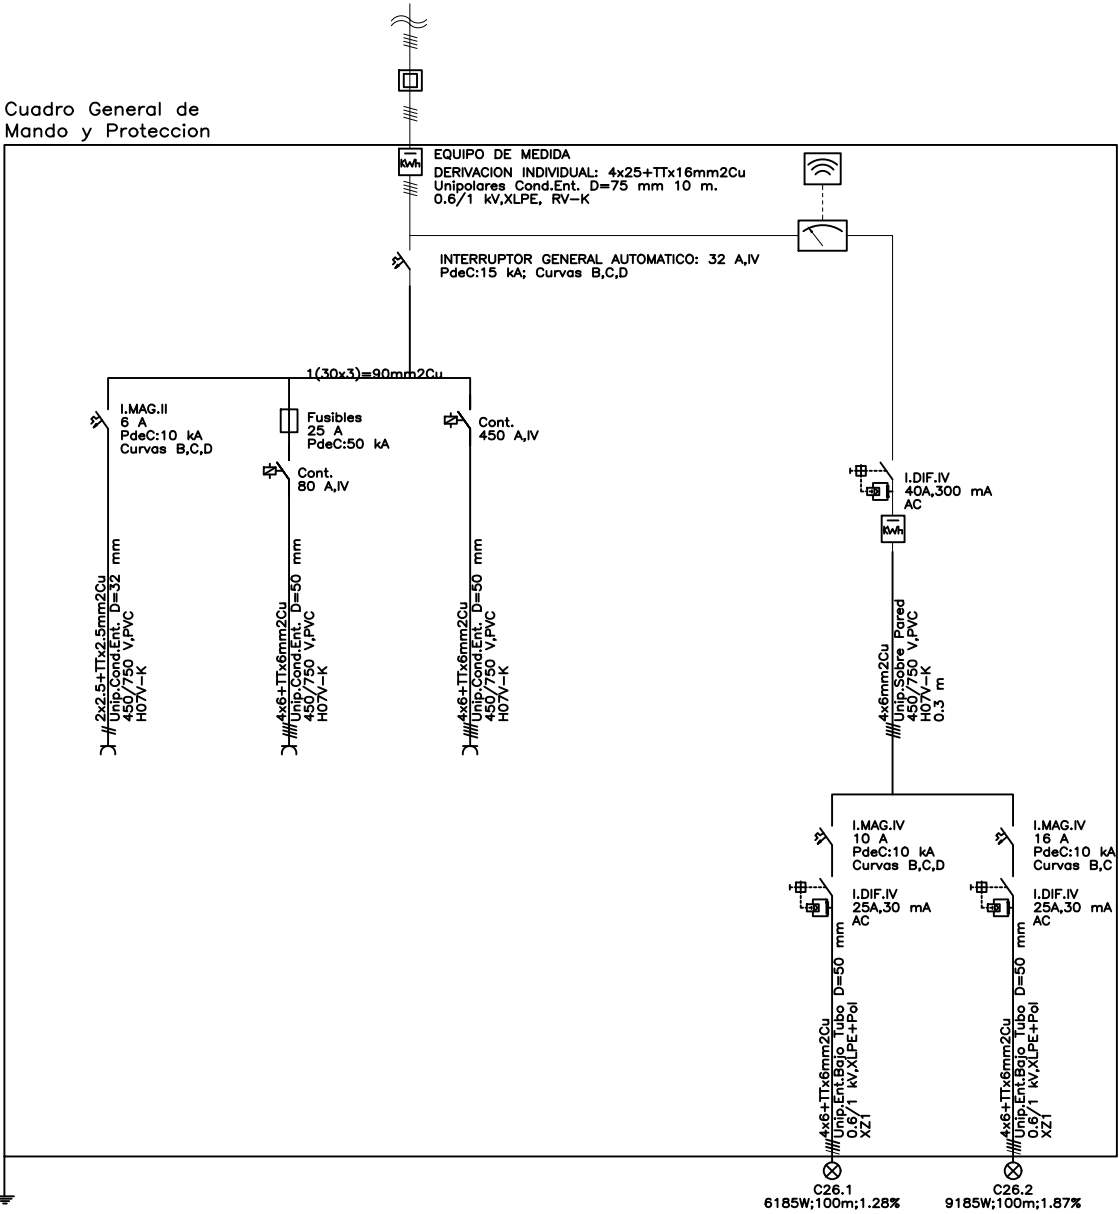 Cuadro General de
Mando y Proteccion
KWh
EQUIPO DE MEDIDA
DERIVACION INDIVIDUAL: 4x25+TTx16mm2Cu
Unipolares Cond.Ent. D=75 mm 10 m.
0.6/1 kV,XLPE, RV-K
INTERRUPTOR GENERAL AUTOMATICO: 32 A,IV
PdeC:15 kA; Curvas B,C,D
1(30x3)=90mm2Cu
I.MAG.II
6 A
PdeC:10 kA
Curvas B,C,D
Fusibles
25 A
PdeC:50 kA
Cont.
80 A,IV
Cont.
450 A,IV
I.DIF.IV
40A,300 mA
AC
KWh
2x2.5+TTx2.5mm2Cu
Unip.Cond.Ent. D=32 mm
450/750 V,PVC
H07V-K
4x6+TTx6mm2Cu
Unip.Cond.Ent. D=50 mm
450/750 V,PVC
H07V-K
4x6+TTx6mm2Cu
Unip.Cond.Ent. D=50 mm
450/750 V,PVC
H07V-K
4x6mm2Cu
Unip.Sobre Pared
450/750 V,PVC
H07V-K
0.3 m
I.MAG.IV
10 A
PdeC:10 kA
Curvas B,C,D
I.MAG.IV
16 A
PdeC:10 kA
Curvas B,C
I.DIF.IV
25A,30 mA
AC
I.DIF.IV
25A,30 mA
AC
4x6+TTx6mm2Cu
Unip.Ent.Bajo Tubo D=50 mm
0.6/1 kV,XLPE+Pol
XZ1
4x6+TTx6mm2Cu
Unip.Ent.Bajo Tubo D=50 mm
0.6/1 kV,XLPE+Pol
XZ1
C26.1
6185W;100m;1.28%
C26.2
9185W;100m;1.87%